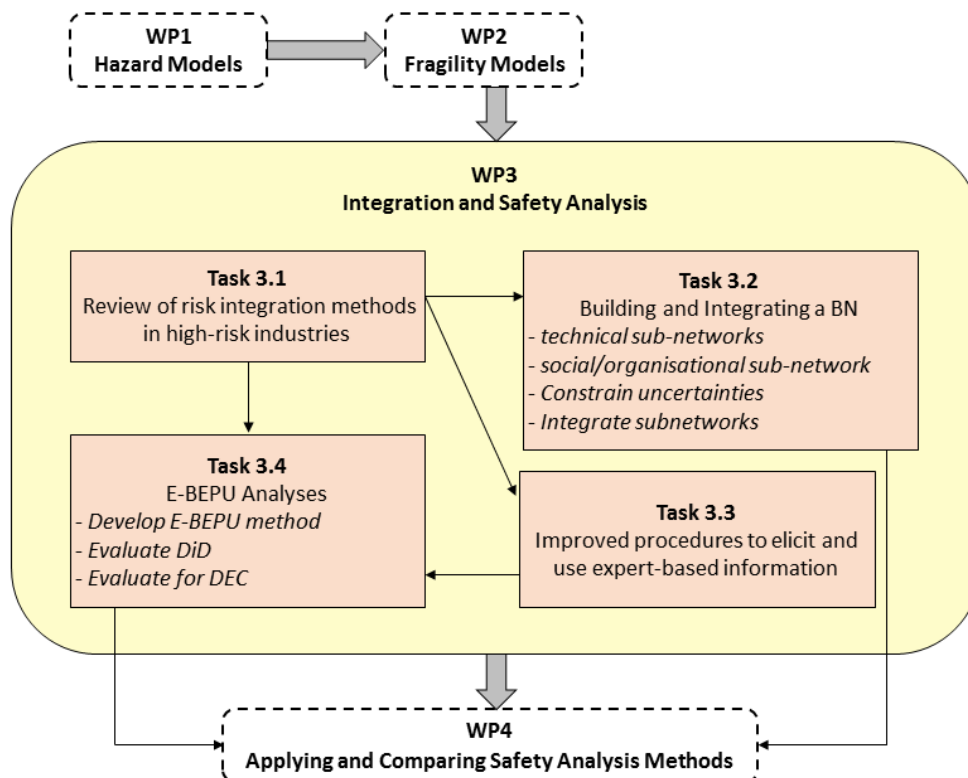 WP1
Hazard Models
WP2
Fragility Models
WP3
Integration and Safety Analysis
Task 3.1
Review of risk integration methods
in high-risk industries
Task 3.2
Building and Integrating a BN
- technical sub-networks
- social/organisational sub-network
- Constrain uncertainties
- Integrate subnetworks
Task 3.4
E-BEPU Analyses
- Develop E-BEPU method
- Evaluate DiD
- Evaluate for DEC
Task 3.3
Improved procedures to elicit and
use expert-based information
WP4
Applying and Comparing Safety Analysis Methods